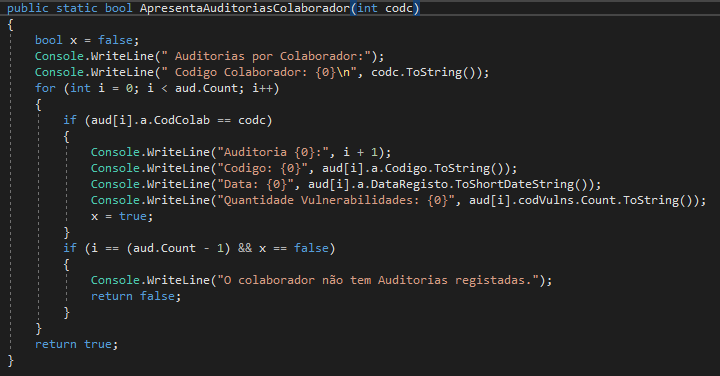 public static bool ApresentaAuditoriasColaborador(int codc)
{
    bool x = false;
    Console.WriteLine(" Auditorias por Colaborador:");
    Console.WriteLine(" Codigo Colaborador: {0}\n", codc.ToString());
    for (int i = 0; i < aud.Count; i++)
    {
        if (aud[i].a.CodColab == codc)
        {
            Console.WriteLine("Auditoria {0}:", i + 1);
            Console.WriteLine("Codigo: {0}", aud[i].a.Codigo.ToString());
            Console.WriteLine("Data: {0}", aud[i].a.DataRegisto.ToShortDateString());
            Console.WriteLine("Quantidade Vulnerabilidades: {0}", aud[i].codVulns.Count.ToString());
            x = true;
        }
        if (i == (aud.Count - 1) && x == false)
        {
            Console.WriteLine("O colaborador não tem Auditorias registadas.");
            return false;
        }
    }
    return true;
}